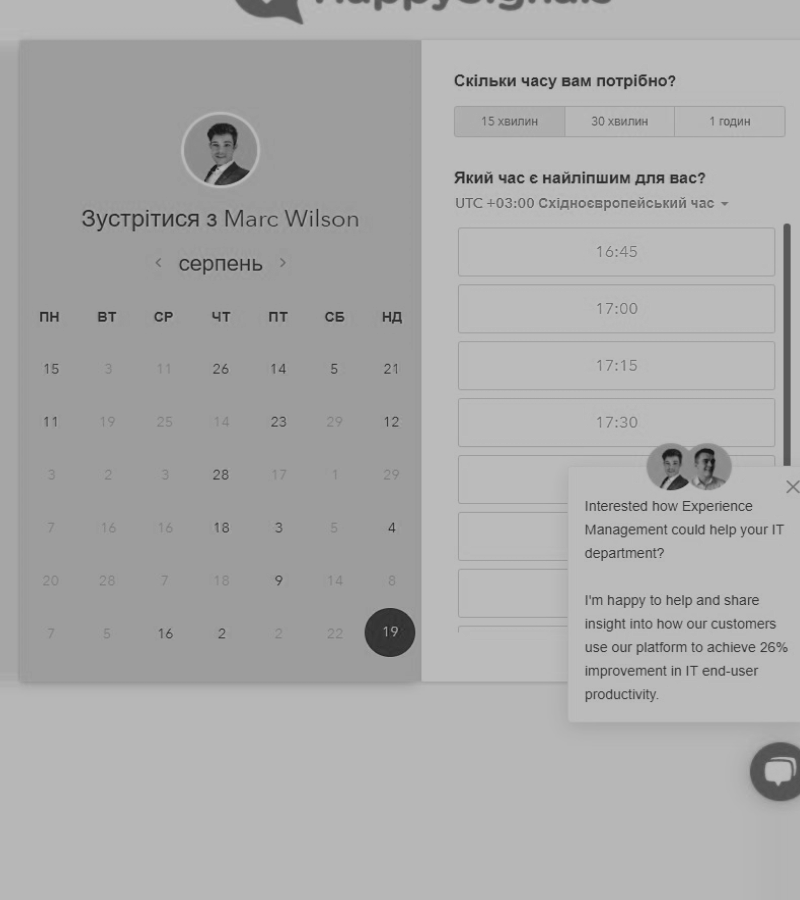 HappySignals
Зустрітися з Marc Wilson
серпень
ПН ВТ СР ЧТ ПТ СБ НД
15 3 11 26 14 5 21
11 19 25 14 23 29 12
3 2 3 28 17 1 29
7 16 16 18 3 5 4
20 28 7 18 9 14 8
7 5 16 2 2 22 19
Скільки часу вам потрібно?
15 хвилин 30 хвилин 1 годин
Який час є найліпшим для вас?
UTC +03:00 Східноєвропейський час
16:45
17:00
17:15
17:30
Interested how Experience
Management could help your IT
department?
I'm happy to help and share
insight into how our customers
use our platform to achieve 26%
improvement in IT end-user
productivity.